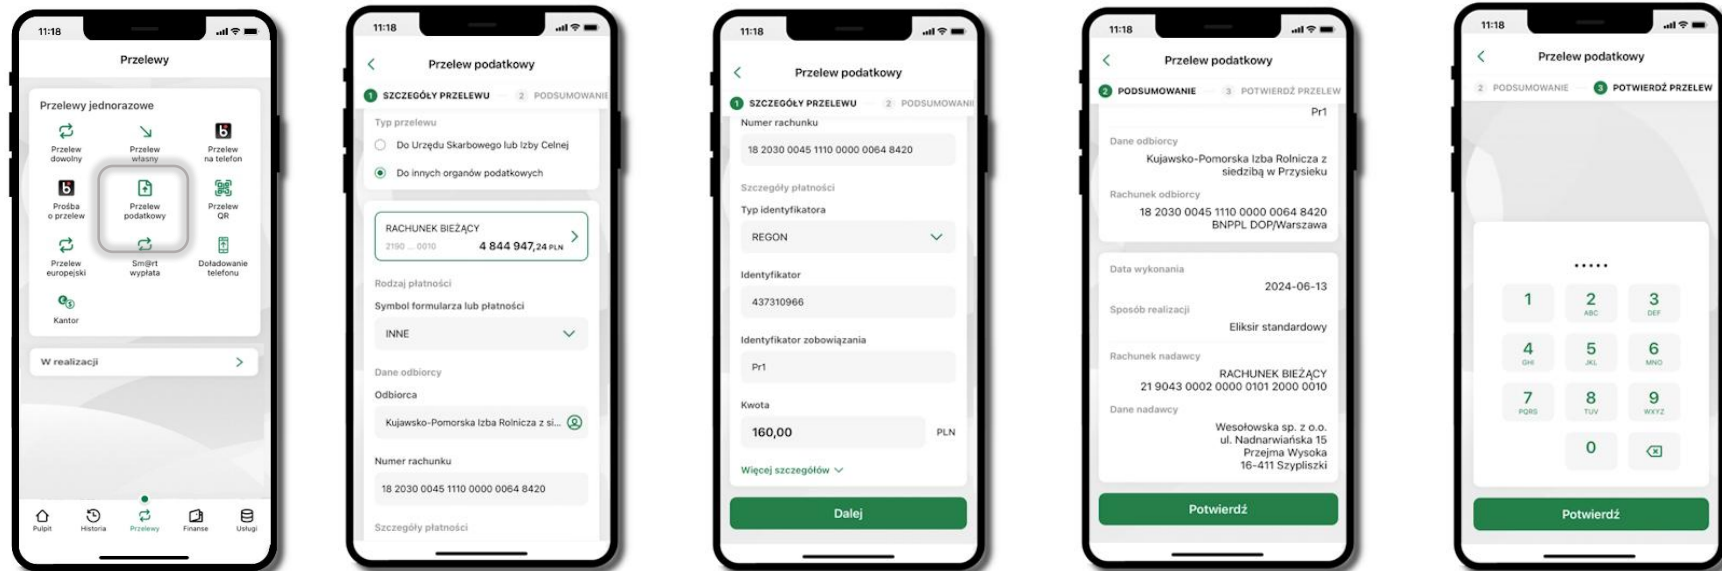 11:18
Przelewy
Przelewy jednorazowe
Przelew
dowolny
Przelew
własny
Przelew
na telefon
Prośba
o przelew
Przelew
podatkowy
Przelew
QR
Przelew
europejski
Sm@rt
wypłata
Doładowanie
telefonu
Kantor
W realizacji
Pulpit
Historia
Przelewy
Finanse
Usługi
11:18
Przelew podatkowy
1 SZCZEGÓŁY PRZELEWU 2 PODSUMOWANIE
Typ przelewu
Do Urzędu Skarbowego lub Izby Celnej
Do innych organów podatkowych
RACHUNEK BIEŻĄCY
2190 ... 0010 4 844 947,24 PLN
Rodzaj płatności
Symbol formularza lub płatności
INNE
Dane odbiorcy
Odbiorca
Kujawsko-Pomorska Izba Rolnicza z si...
Numer rachunku
18 2030 0045 1110 0000 0064 8420
Szczegóły płatności
11:18
Przelew podatkowy
1 SZCZEGÓŁY PRZELEWU 2 PODSUMOWANI
Numer rachunku
18 2030 0045 1110 0000 0064 8420
Szczegóły płatności
Typ identyfikatora
REGON
Identyfikator
437310966
Identyfikator zobowiązania
Pr1
Kwota
160,00 PLN
Więcej szczegółów
Dalej
11:18
Przelew podatkowy
2 PODSUMOWANIE 3 POTWIERDŹ PRZELEW
Pr1
Dane odbiorcy
Kujawsko-Pomorska Izba Rolnicza z
siedzibą w Przysieku
Rachunek odbiorcy
18 2030 0045 1110 0000 0064 8420
BNPPL DOP/Warszawa
Data wykonania
2024-06-13
Sposób realizacji
Eliksir standardowy
Rachunek nadawcy
RACHUNEK BIEŻĄCY
21 9043 0002 0000 0101 2000 0010
Dane nadawcy
Wesołowska sp. z o.o.
ul. Nadnarwiańska 15
Przejma Wysoka
16-411 Szypliszki
Potwierdź
11:18
Przelew podatkowy
2 PODSUMOWANIE 3 POTWIERDŹ PRZELEW
1 2 3
ABC DEF
4 5 6
GHI JKL MNO
7 8 9
PQRS TUV WXYZ
0
Potwierdź